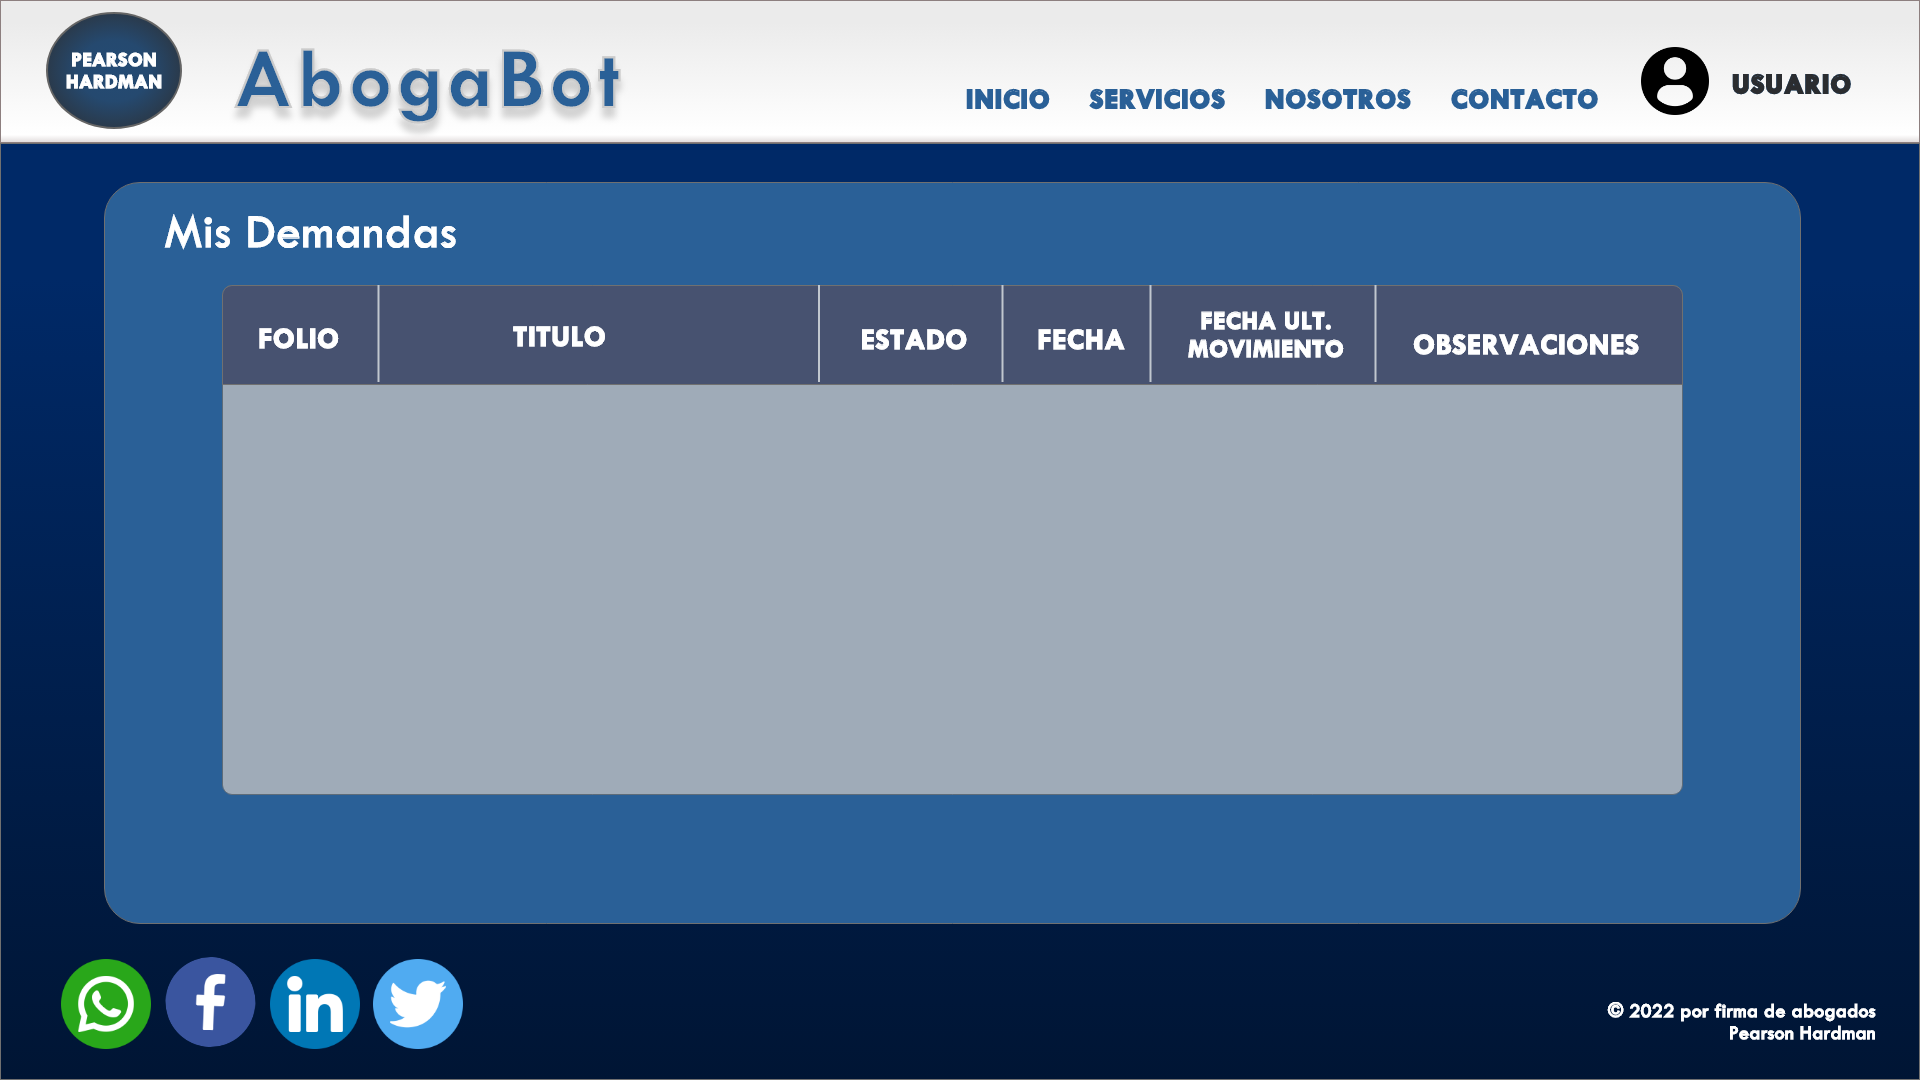 PEARSON
HARDMAN
AbogaBot
INICIO SERVICIOS NOSOTROS CONTACTO
USUARIO
Mis Demandas
FOLIO
TITULO
ESTADO
FECHA
FECHA ULT.
MOVIMIENTO
OBSERVACIONES
© 2022 por firma de abogados
Pearson Hardman